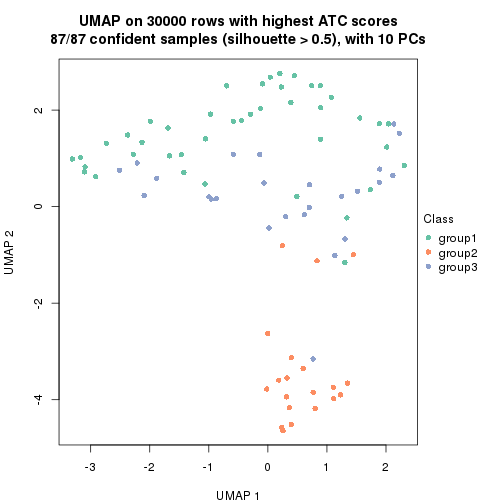 UMAP on 30000 rows with highest ATC scores
87/87 confident samples (silhouette > 0.5), with 10 PCs
2
0
-2
-4
UMAP 2
-3
-2
-1
0
1
2
UMAP 1
Class
group1
group2
group3